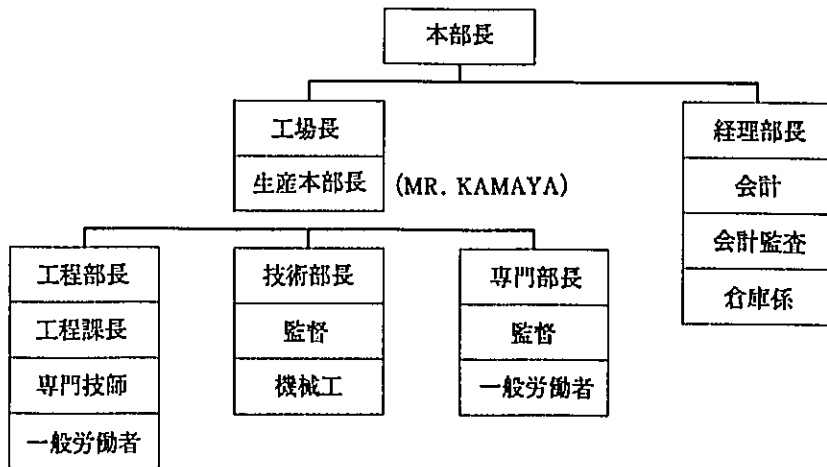 本部長
工場長
生産本部長 (MR. KAMAYA)
経理部長
会計
会計監査
倉庫係
工程部長
工程課長
専門技師
一般労働者
技術部長
監督
機械工
専門部長
監督
一般労働者